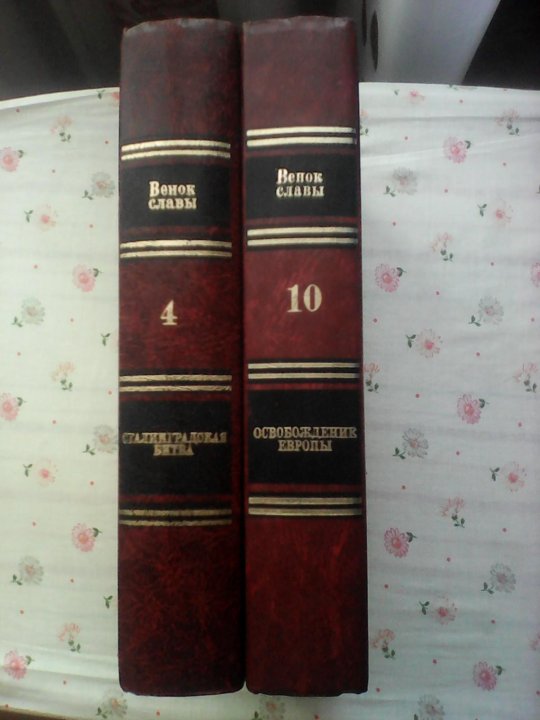 Венок
славы
4
СТАЛИНГРАДСКАЯ
БИТВА
Венок
славы
10
ОСВОБОЖДЕНИЕ
ЕВРОПЫ